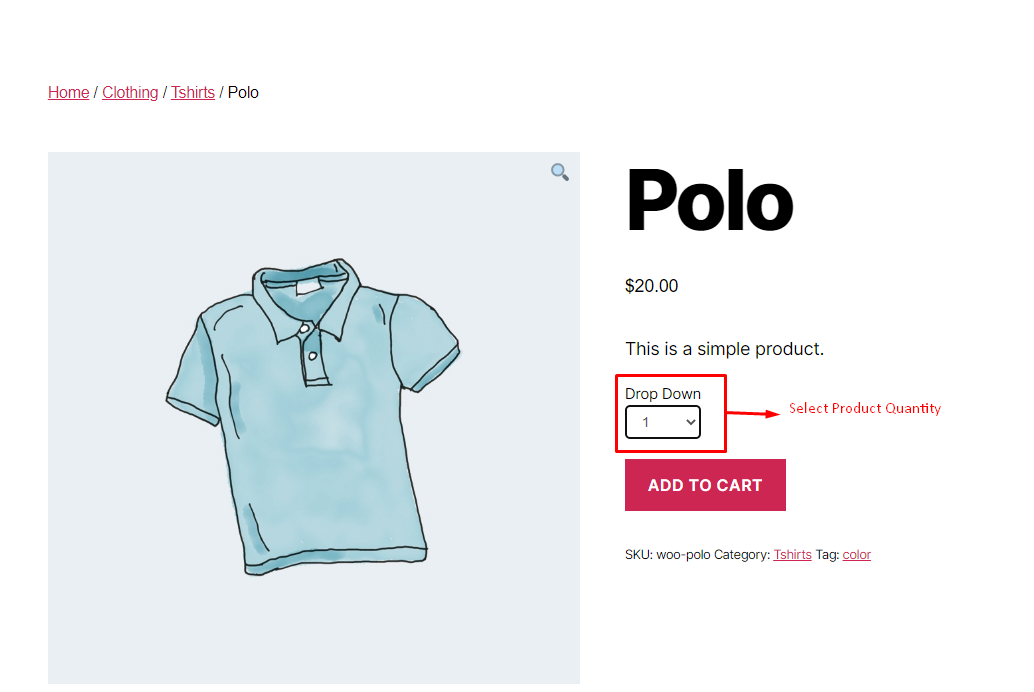 Home / Clothing / Tshirts / Polo
Polo
$20.00
This is a simple product.
Drop Down
1
Select Product Quantity
ADD TO CART
SKU: woo-polo Category: Tshirts Tag: color